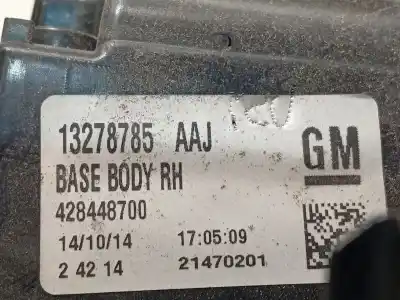 13278785 AAJ
GM
BASE BODY RH
428448700
14/10/14 17:05:09
2 42 14 21470201